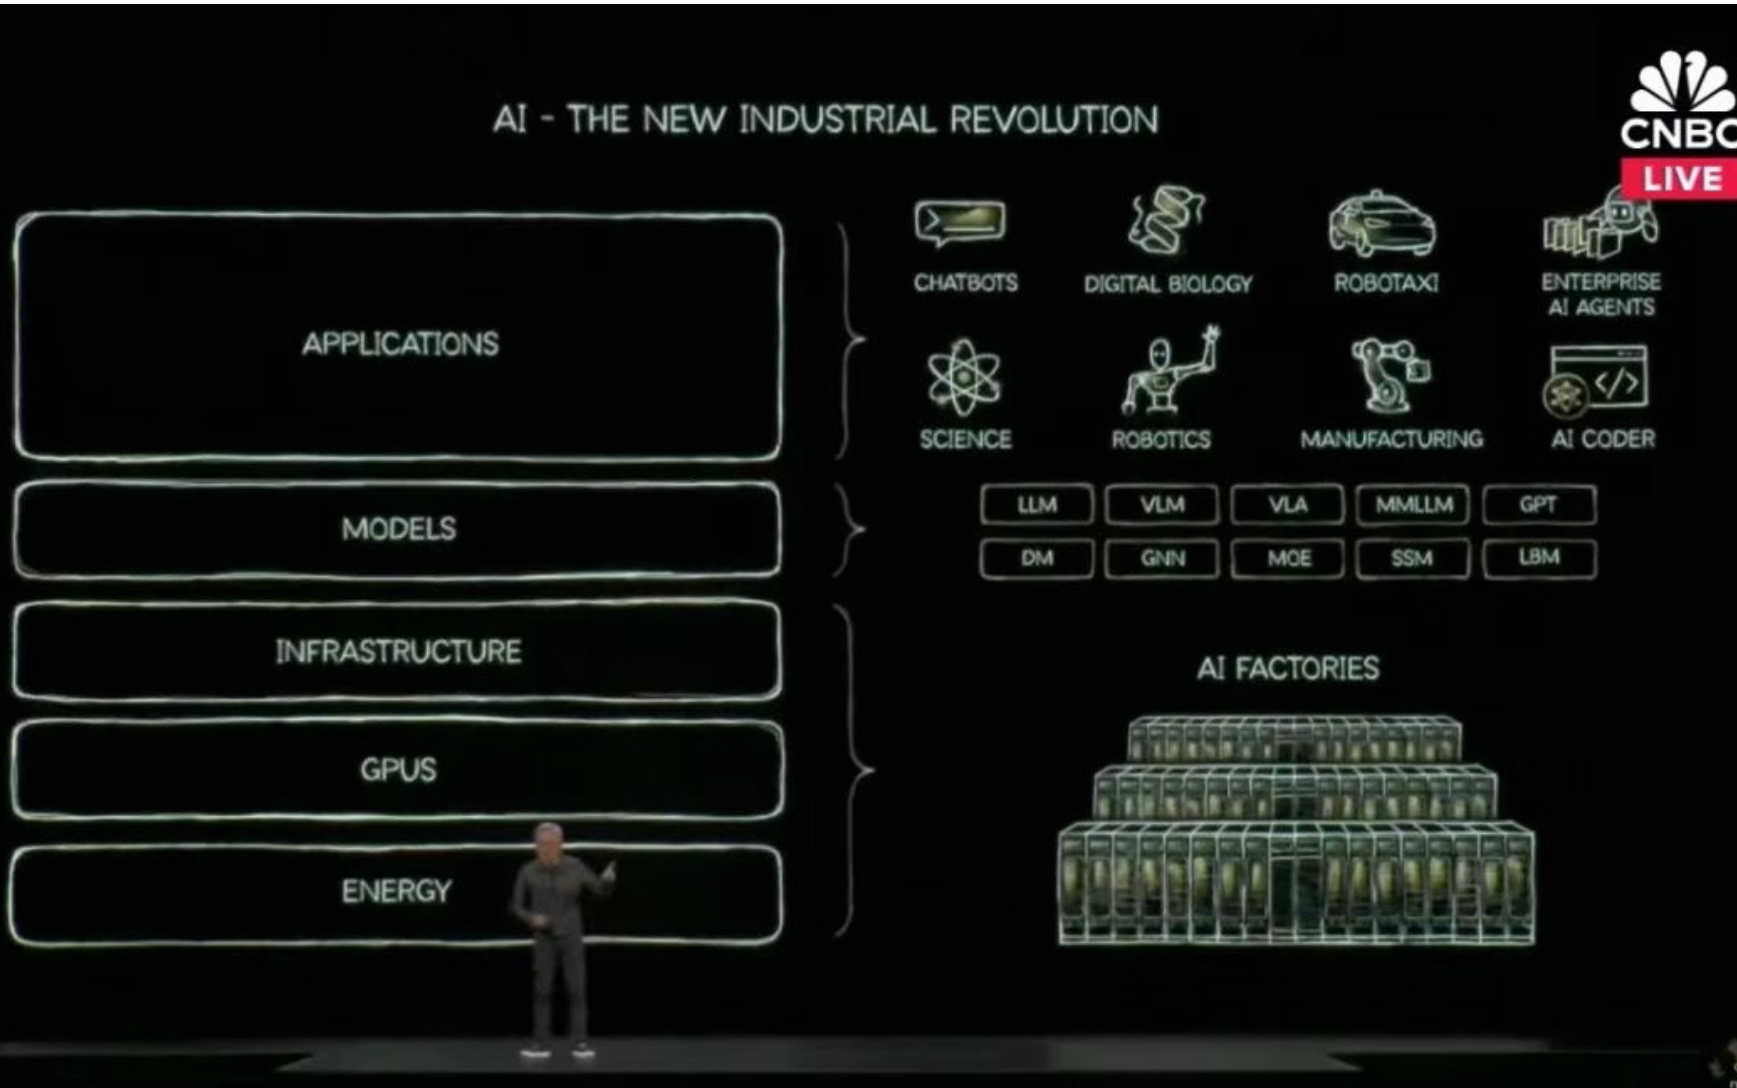 CNBC
LIVE
AI - THE NEW INDUSTRIAL REVOLUTION
APPLICATIONS
CHATBOTS
DIGITAL BIOLOGY
ROBOTAXI
ENTERPRISE
AI AGENTS
SCIENCE
ROBOTICS
MANUFACTURING
AI CODER
MODELS
LLM
VLM
VLA
MMLLM
GPT
DM
GNN
MOE
SSM
LBM
INFRASTRUCTURE
GPUS
ENERGY
AI FACTORIES